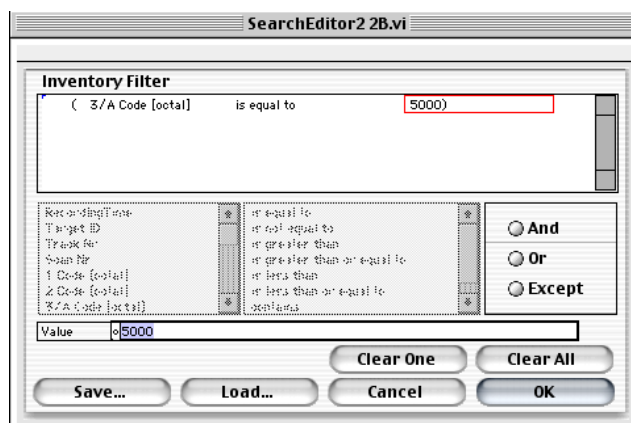 SearchEditor2 2B.vi
Inventory Filter
( 3/A Code [octal] is equal to 5000)
RecordingTime
Target ID
Track Nr
Scan Nr
1 Code [octal]
2 Code [octal]
3/A Code [octal]
is equal to
is not equal to
is greater than
is greater than or equal to
is less than
is less than or equal to
contains
And
Or
Except
Value o 5000
Clear One Clear All
Save... Load... Cancel OK